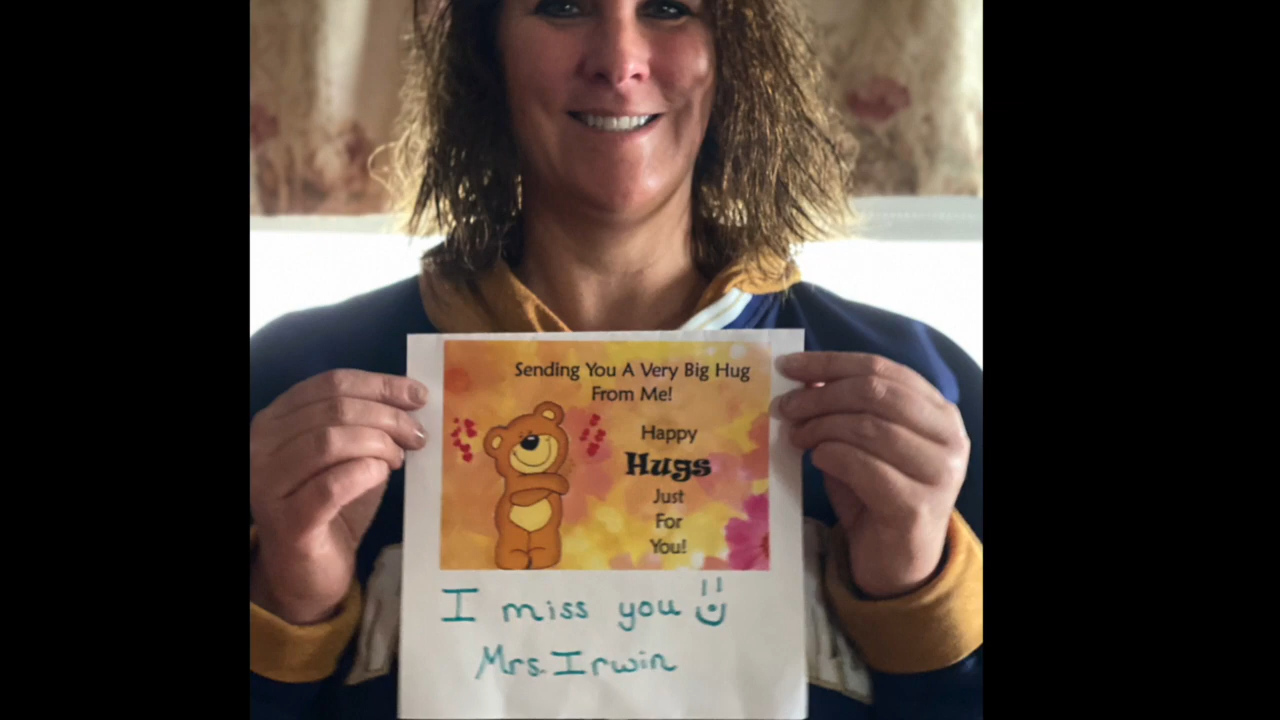 Sending You A Very Big Hug
From Me!
Happy
Hugs
Just
For
You!
I miss you
Mrs. Irwin